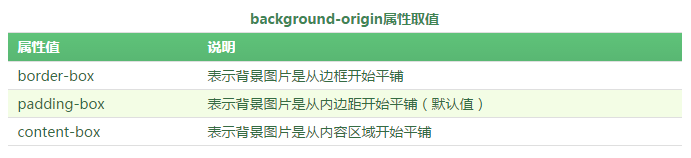 background-origin属性取值
属性值 说明
border-box 表示背景图片是从边框开始平铺
padding-box 表示背景图片是从内边距开始平铺（默认值）
content-box 表示背景图片是从内容区域开始平铺